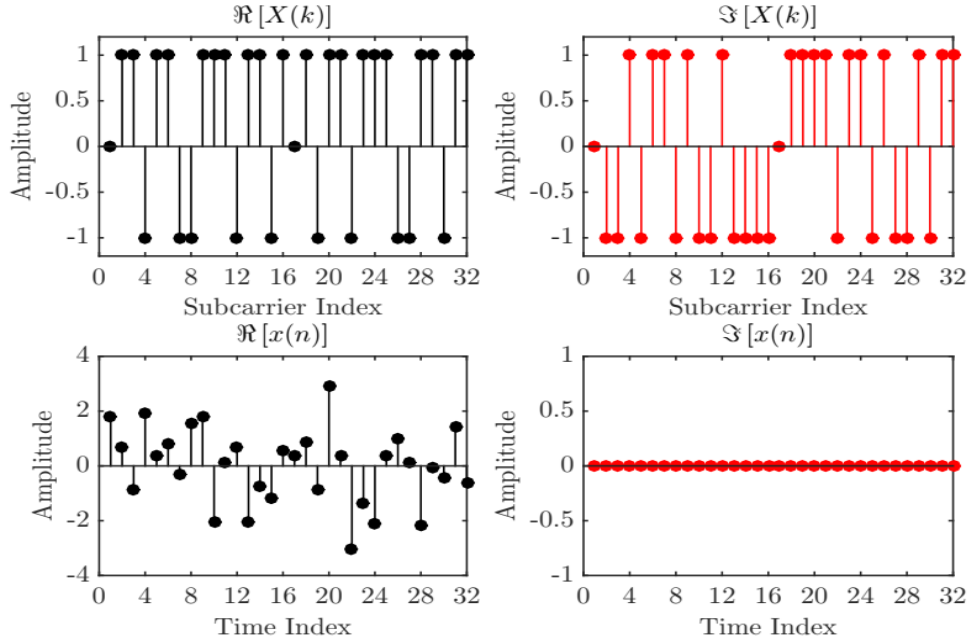 ℜ [X(k)]
Amplitude
1
0.5
0
-0.5
-1
0 4 8 12 16 20 24 28 32
Subcarrier Index
ℑ [X(k)]
Amplitude
1
0.5
0
-0.5
-1
0 4 8 12 16 20 24 28 32
Subcarrier Index
ℜ [x(n)]
Amplitude
4
2
0
-2
-4
0 4 8 12 16 20 24 28 32
Time Index
ℑ [x(n)]
Amplitude
1
0.5
0
-0.5
-1
0 4 8 12 16 20 24 28 32
Time Index